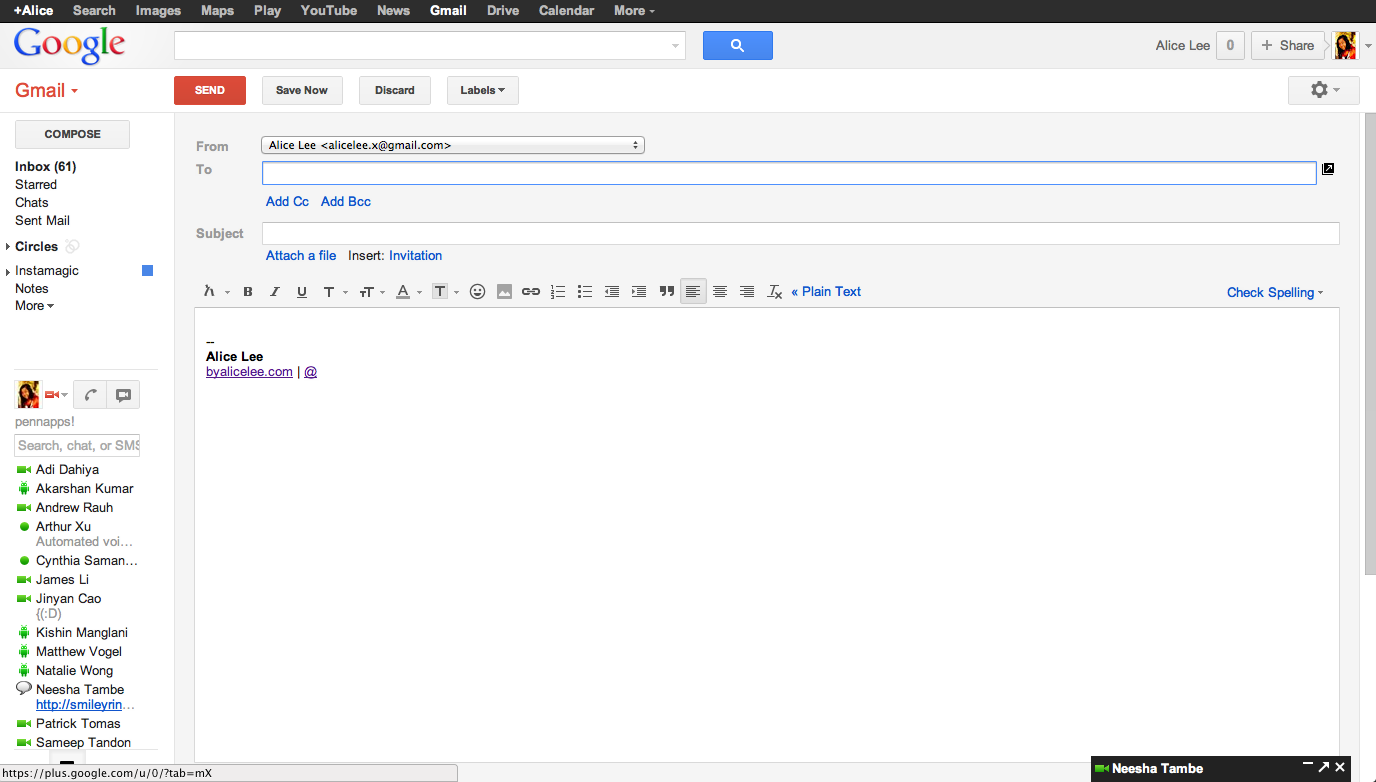 +Alice Search Images Maps Play YouTube News Gmail Drive Calendar More
Google
Alice Lee 0 + Share
Gmail
SEND Save Now Discard Labels
COMPOSE
Inbox (61)
Starred
Chats
Sent Mail
Circles
Instamagic
Notes
More
From Alice Lee <alicelee.x@gmail.com>
To
Add Cc Add Bcc
Subject
Attach a file Insert: Invitation
B I U T TT A T « Plain Text Check Spelling
--
Alice Lee
byalicelee.com | @
pennapps!
Search, chat, or SMS
Adi Dahiya
Akarshan Kumar
Andrew Rauh
Arthur Xu
Automated voi...
Cynthia Saman...
James Li
Jinyan Cao
{(:D)
Kishin Manglani
Matthew Vogel
Natalie Wong
Neesha Tambe
http://smileyrin...
Patrick Tomas
Sameep Tandon
https://plus.google.com/u/0/?tab=mX
Neesha Tambe